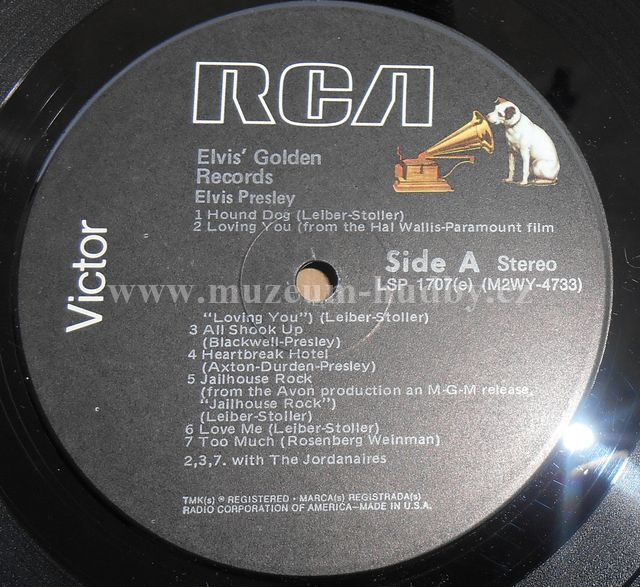 RCA
Elvis' Golden
Records
Elvis Presley
1 Hound Dog (Leiber-Stoller)
2 Loving You (from the Hal Wallis-Paramount film
Victor
Side A Stereo
LSP 1707(e) (M2WY-4733)
www.muzeum-hudby.cz
"Loving You") (Leiber-Stoller)
3 All Shook Up
(Blackwell-Presley)
4 Heartbreak Hotel
(Axton-Durden-Presley)
5 Jailhouse Rock
(from the Avon production an M-G-M release,
"Jailhouse Rock")
(Leiber-Stoller)
6 Love Me (Leiber-Stoller)
7 Too Much (Rosenberg Weinman)
2,3,7. with The Jordanaires
TMK(s) ® REGISTERED • MARCA(s) REGISTRADA(s)
RADIO CORPORATION OF AMERICA—MADE IN U.S.A.